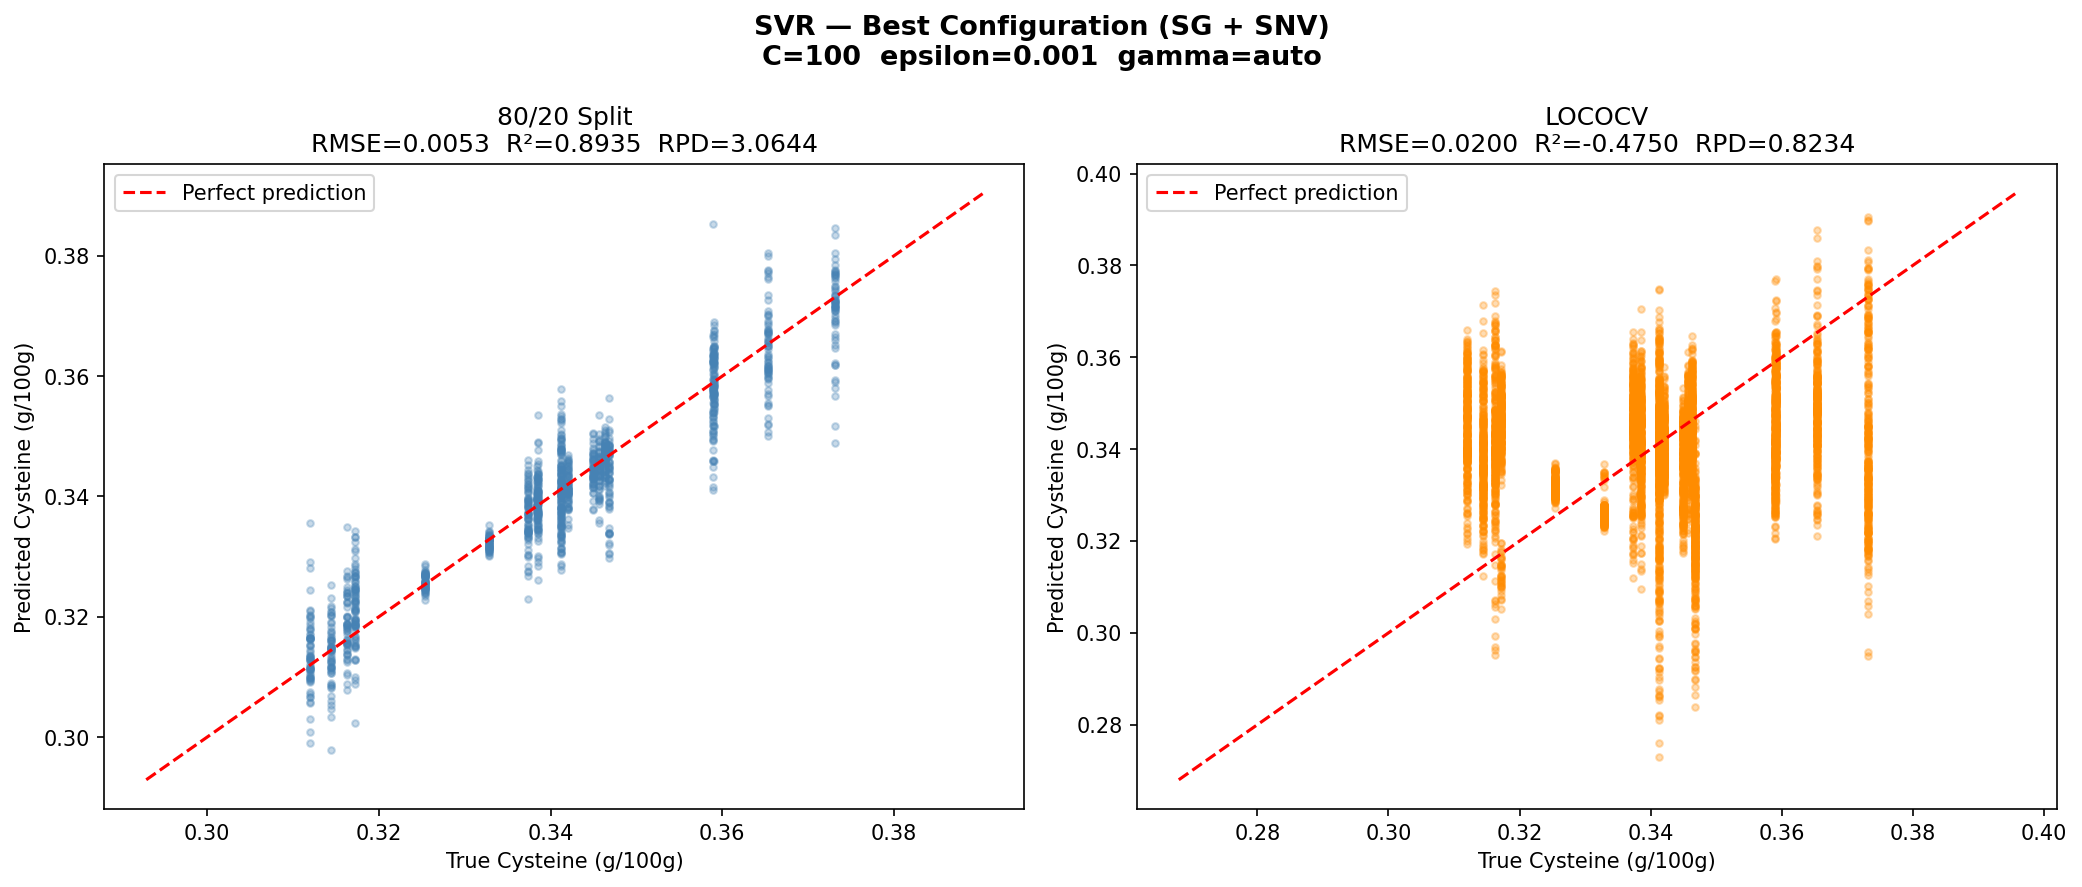 SVR — Best Configuration (SG + SNV)
C=100  epsilon=0.001  gamma=auto
80/20 Split
RMSE=0.0053  R²=0.8935  RPD=3.0644
Perfect prediction
0.38
0.36
0.34
0.32
0.30
Predicted Cysteine (g/100g)
0.30
0.32
0.34
0.36
0.38
True Cysteine (g/100g)
LOCOCV
RMSE=0.0200  R²=-0.4750  RPD=0.8234
Perfect prediction
0.40
0.38
0.36
0.34
0.32
0.30
0.28
Predicted Cysteine (g/100g)
0.28
0.30
0.32
0.34
0.36
0.38
0.40
True Cysteine (g/100g)